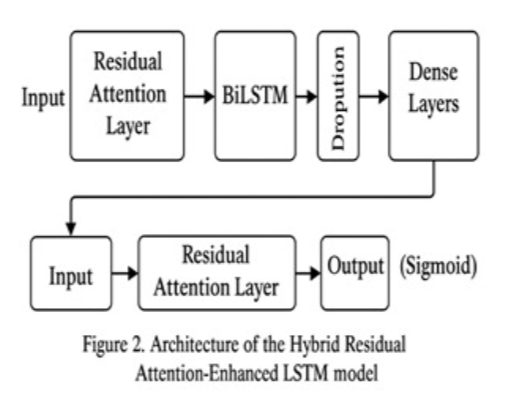 Input
Residual
Attention
Layer
BiLSTM
Dropution
Dense
Layers
Input
Residual
Attention Layer
Output
(Sigmoid)
Figure 2. Architecture of the Hybrid Residual
Attention-Enhanced LSTM model